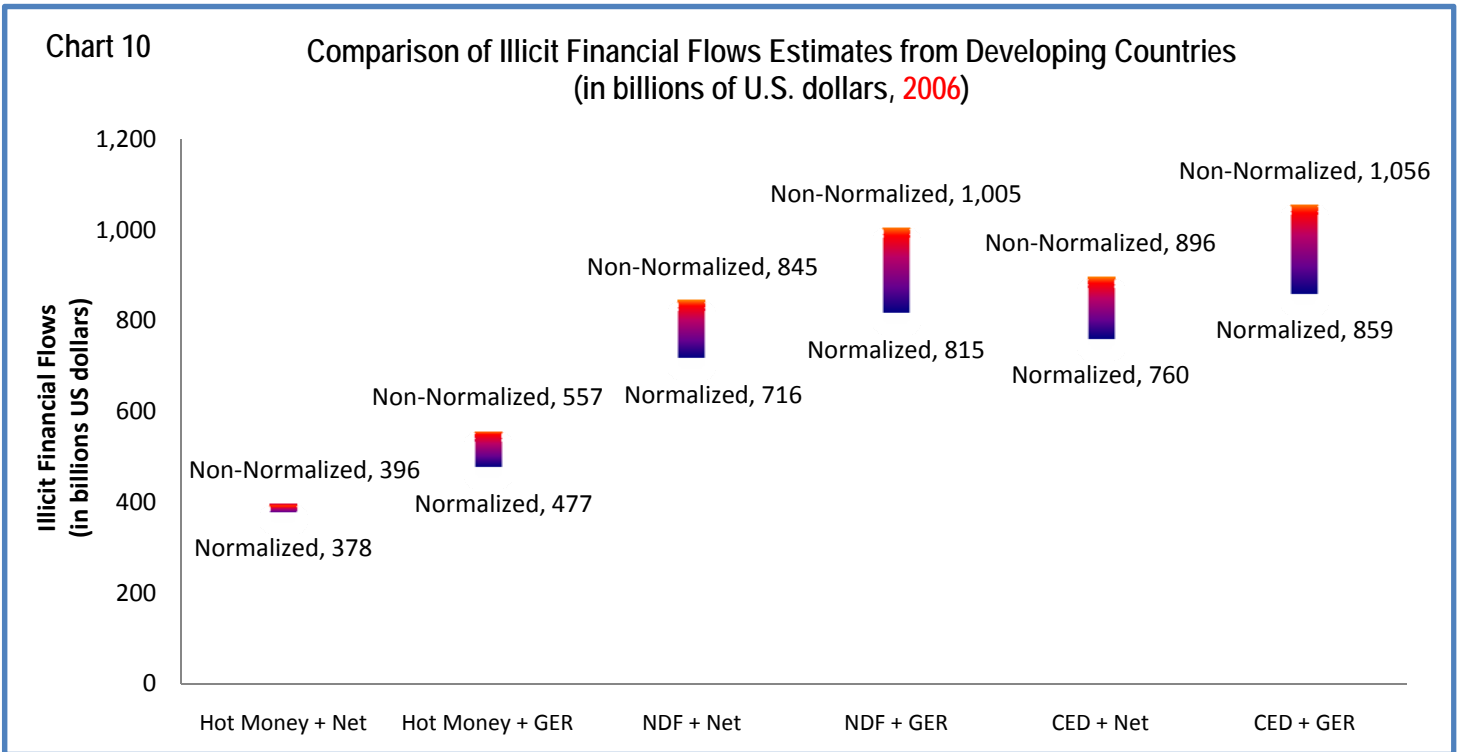 Chart 10
Comparison of Illicit Financial Flows Estimates from Developing Countries
(in billions of U.S. dollars, 2006)
Illicit Financial Flows
(in billions US dollars)
1,200
1,000
800
600
400
200
0
Non-Normalized, 396
Normalized, 378
Non-Normalized, 557
Normalized, 477
Non-Normalized, 845
Normalized, 716
Non-Normalized, 1,005
Normalized, 815
Non-Normalized, 896
Normalized, 760
Non-Normalized, 1,056
Normalized, 859
Hot Money + Net
Hot Money + GER
NDF + Net
NDF + GER
CED + Net
CED + GER